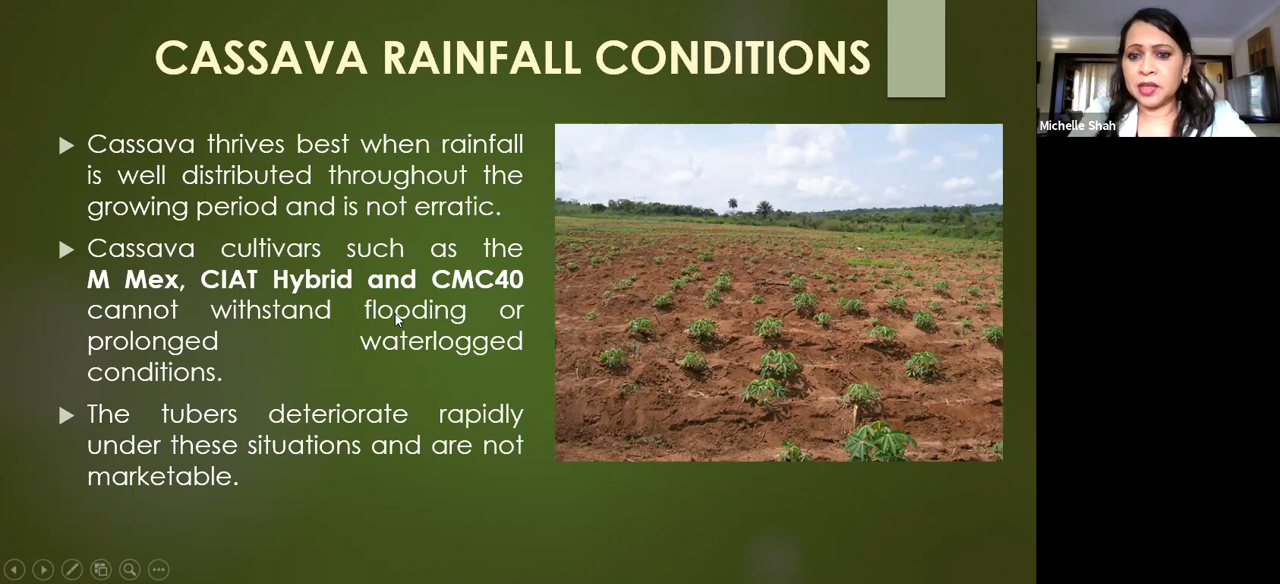 CASSAVA RAINFALL CONDITIONS
Cassava thrives best when rainfall
is well distributed throughout the
growing period and is not erratic.
Cassava cultivars such as the
M Mex, CIAT Hybrid and CMC40
cannot withstand flooding or
prolonged waterlogged
conditions.
The tubers deteriorate rapidly
under these situations and are not
marketable.
Michelle Shah